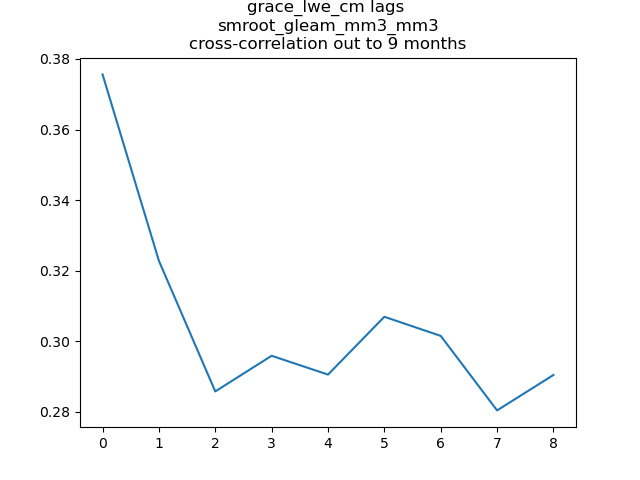 grace_lwe_cm lags
smroot_gleam_mm3_mm3
cross-correlation out to 9 months
0.38
0.36
0.34
0.32
0.30
0.28
0 1 2 3 4 5 6 7 8